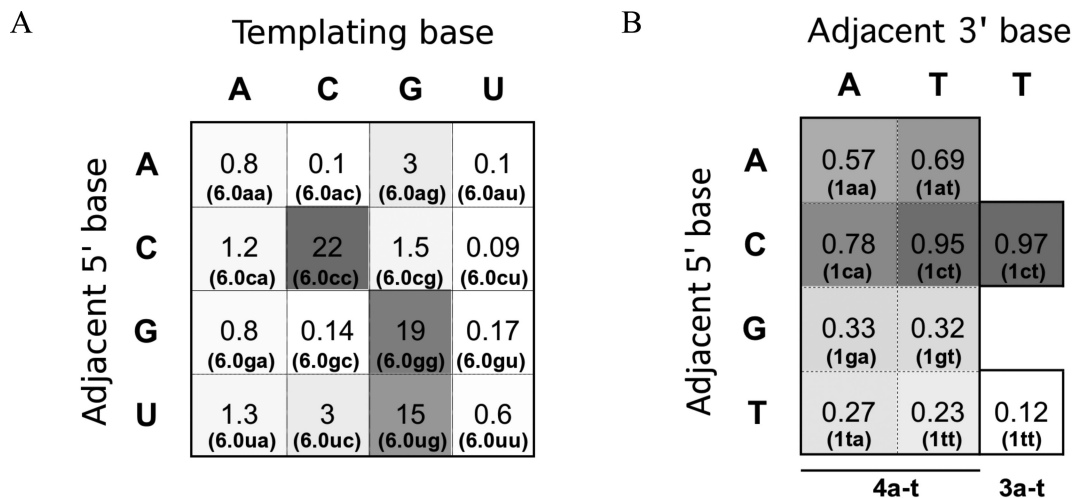 A
Templating base
A C G U
Adjacent 5' base
A 0.8 0.1 3 0.1
(6.0aa) (6.0ac) (6.0ag) (6.0au)
C 1.2 22 1.5 0.09
(6.0ca) (6.0cc) (6.0cg) (6.0cu)
G 0.8 0.14 19 0.17
(6.0ga) (6.0gc) (6.0gg) (6.0gu)
U 1.3 3 15 0.6
(6.0ua) (6.0uc) (6.0ug) (6.0uu)
B
Adjacent 3' base
A T T
Adjacent 5' base
A 0.57 0.69
(1aa) (1at)
C 0.78 0.95 0.97
(1ca) (1ct) (1ct)
G 0.33 0.32
(1ga) (1gt)
T 0.27 0.23 0.12
(1ta) (1tt) (1tt)
4a-t 3a-t